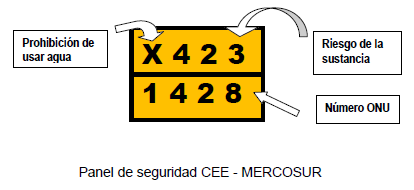 Prohibición de
usar agua
X 4 2 3
Riesgo de la
sustancia
1 4 2 8
Número ONU
Panel de seguridad CEE - MERCOSUR